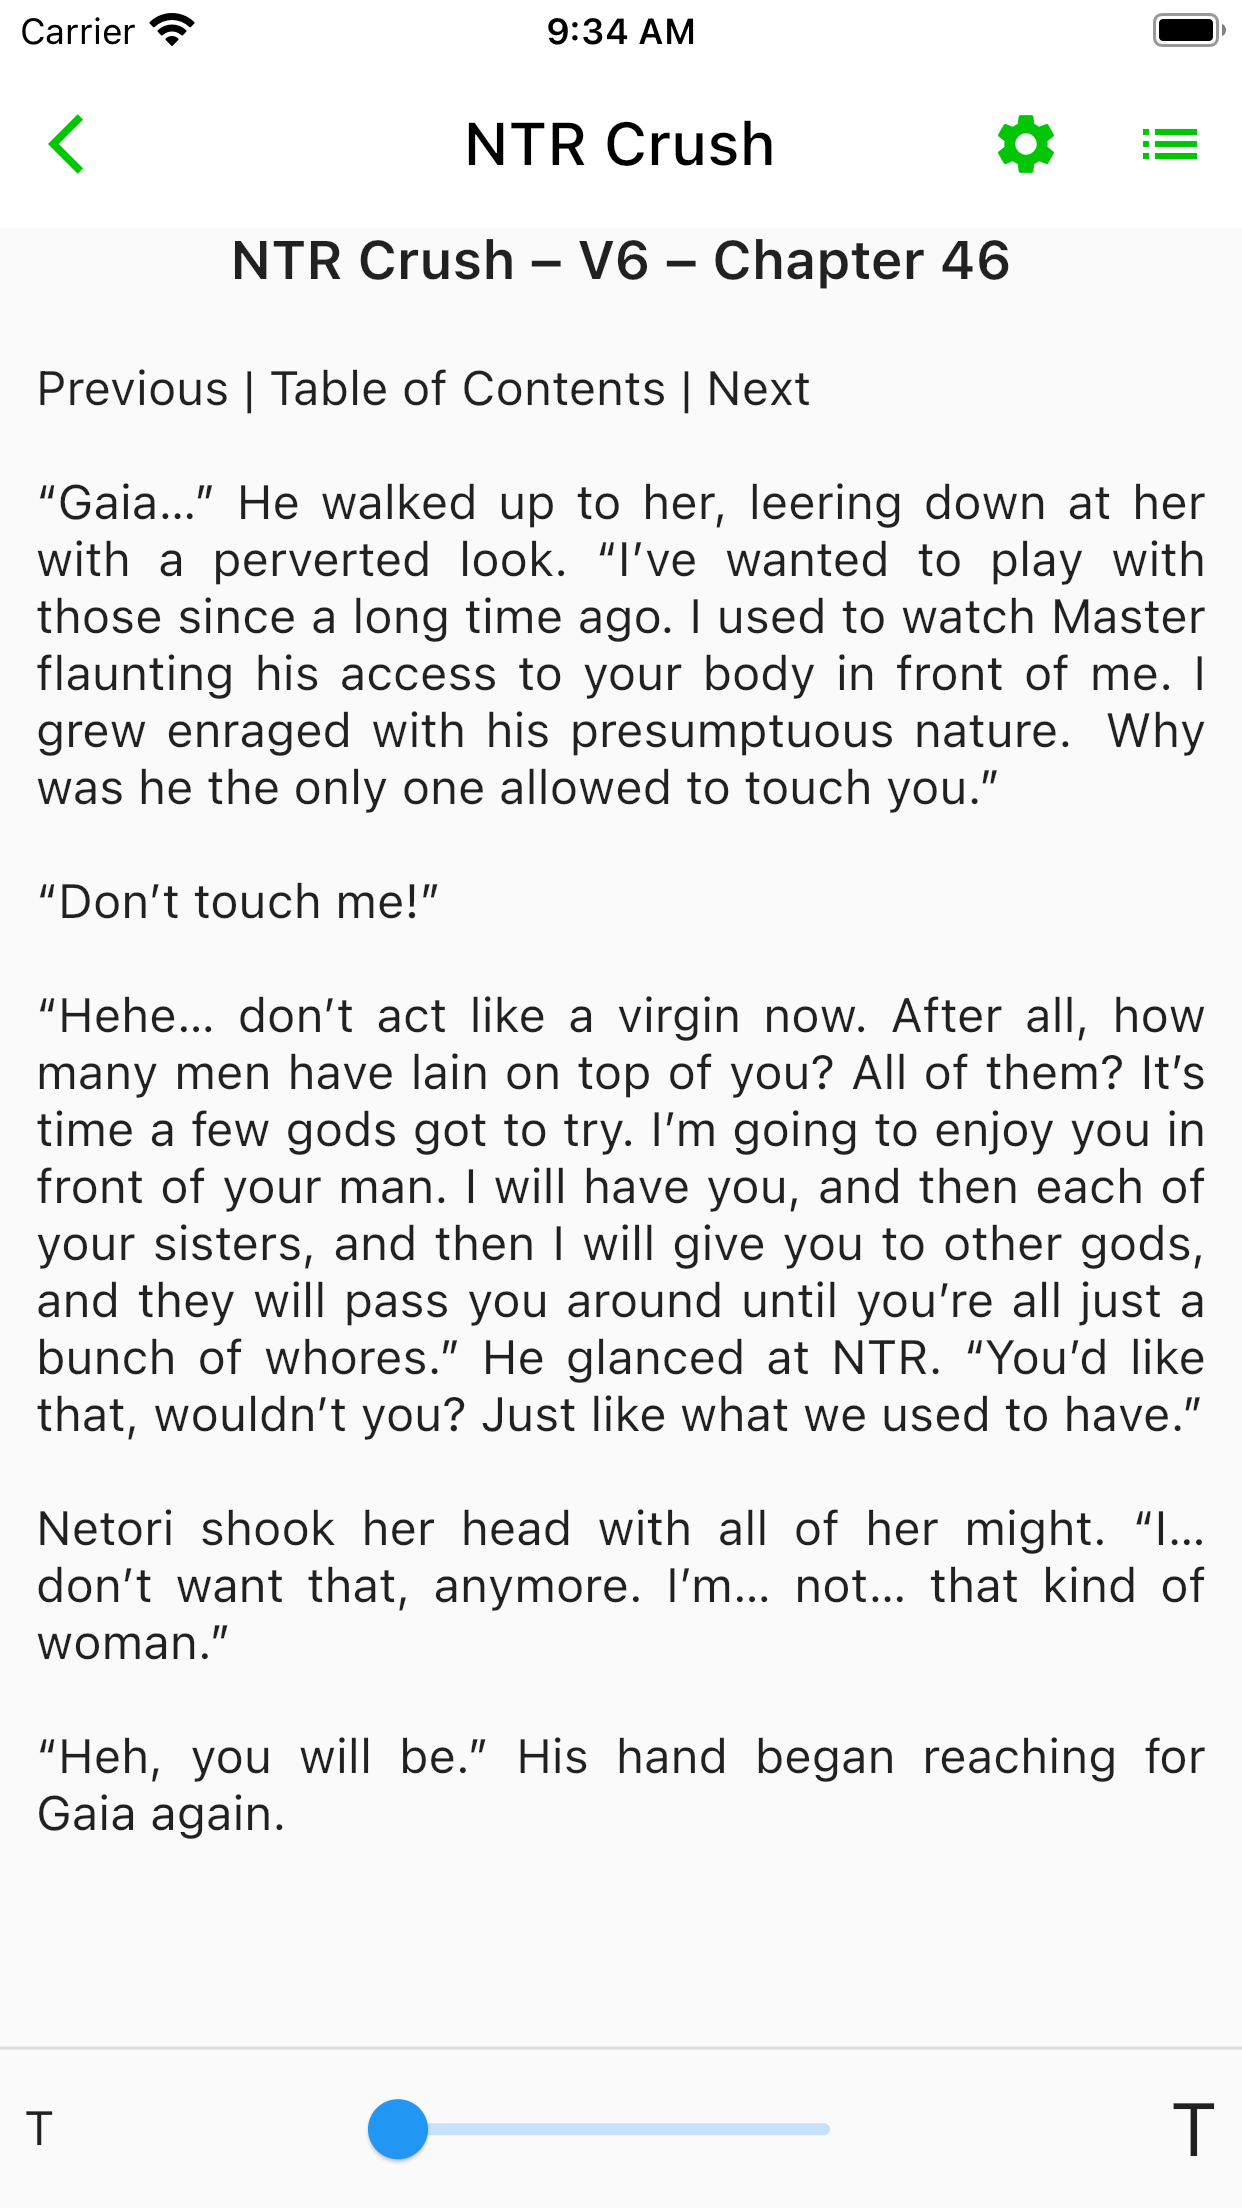 Carrier 9:34 AM
NTR Crush
NTR Crush – V6 – Chapter 46
Previous | Table of Contents | Next
“Gaia…” He walked up to her, leering down at her
with a perverted look. “I’ve wanted to play with
those since a long time ago. I used to watch Master
flaunting his access to your body in front of me. I
grew enraged with his presumptuous nature.  Why
was he the only one allowed to touch you.”
“Don’t touch me!”
“Hehe… don’t act like a virgin now. After all, how
many men have lain on top of you? All of them? It’s
time a few gods got to try. I’m going to enjoy you in
front of your man. I will have you, and then each of
your sisters, and then I will give you to other gods,
and they will pass you around until you’re all just a
bunch of whores.” He glanced at NTR. “You’d like
that, wouldn’t you? Just like what we used to have.”
Netori shook her head with all of her might. “I…
don’t want that, anymore. I’m… not… that kind of
woman.”
“Heh, you will be.” His hand began reaching for
Gaia again.
T T